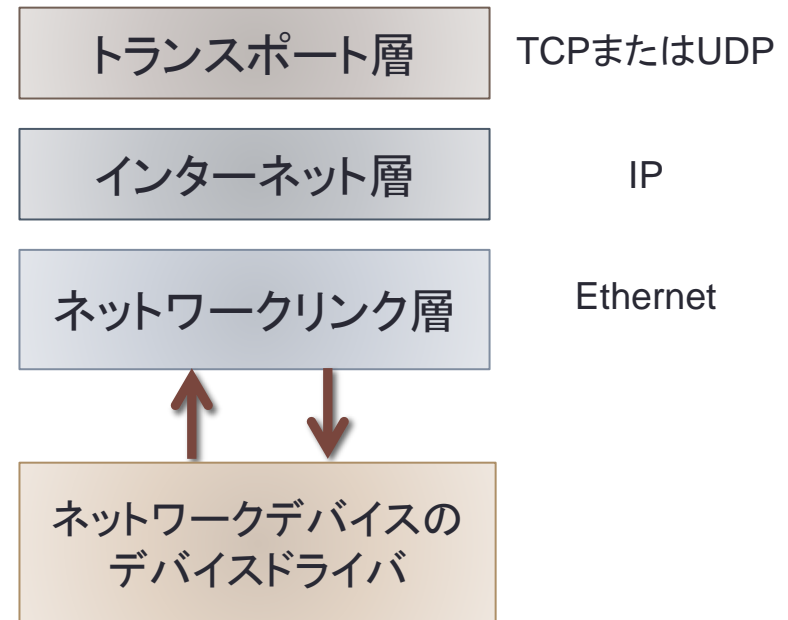 トランスポート層 TCPまたはUDP
インターネット層 IP
ネットワークリンク層 Ethernet
ネットワークデバイスの
デバイスドライバ